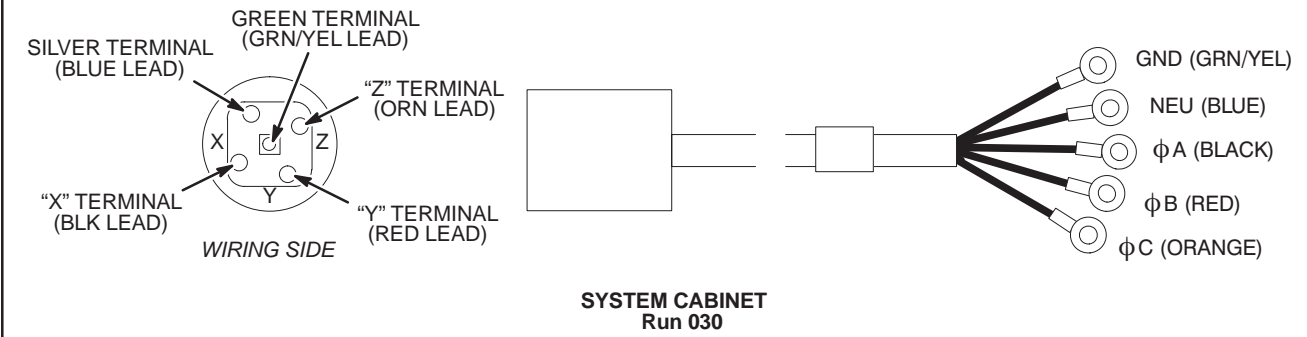 GREEN TERMINAL
(GRN/YEL LEAD)
SILVER TERMINAL
(BLUE LEAD)
“Z” TERMINAL
(ORN LEAD)
X
Z
Y
“X” TERMINAL
(BLK LEAD)
“Y” TERMINAL
(RED LEAD)
WIRING SIDE
GND (GRN/YEL)
NEU (BLUE)
ϕA (BLACK)
ϕB (RED)
ϕC (ORANGE)
SYSTEM CABINET
Run 030